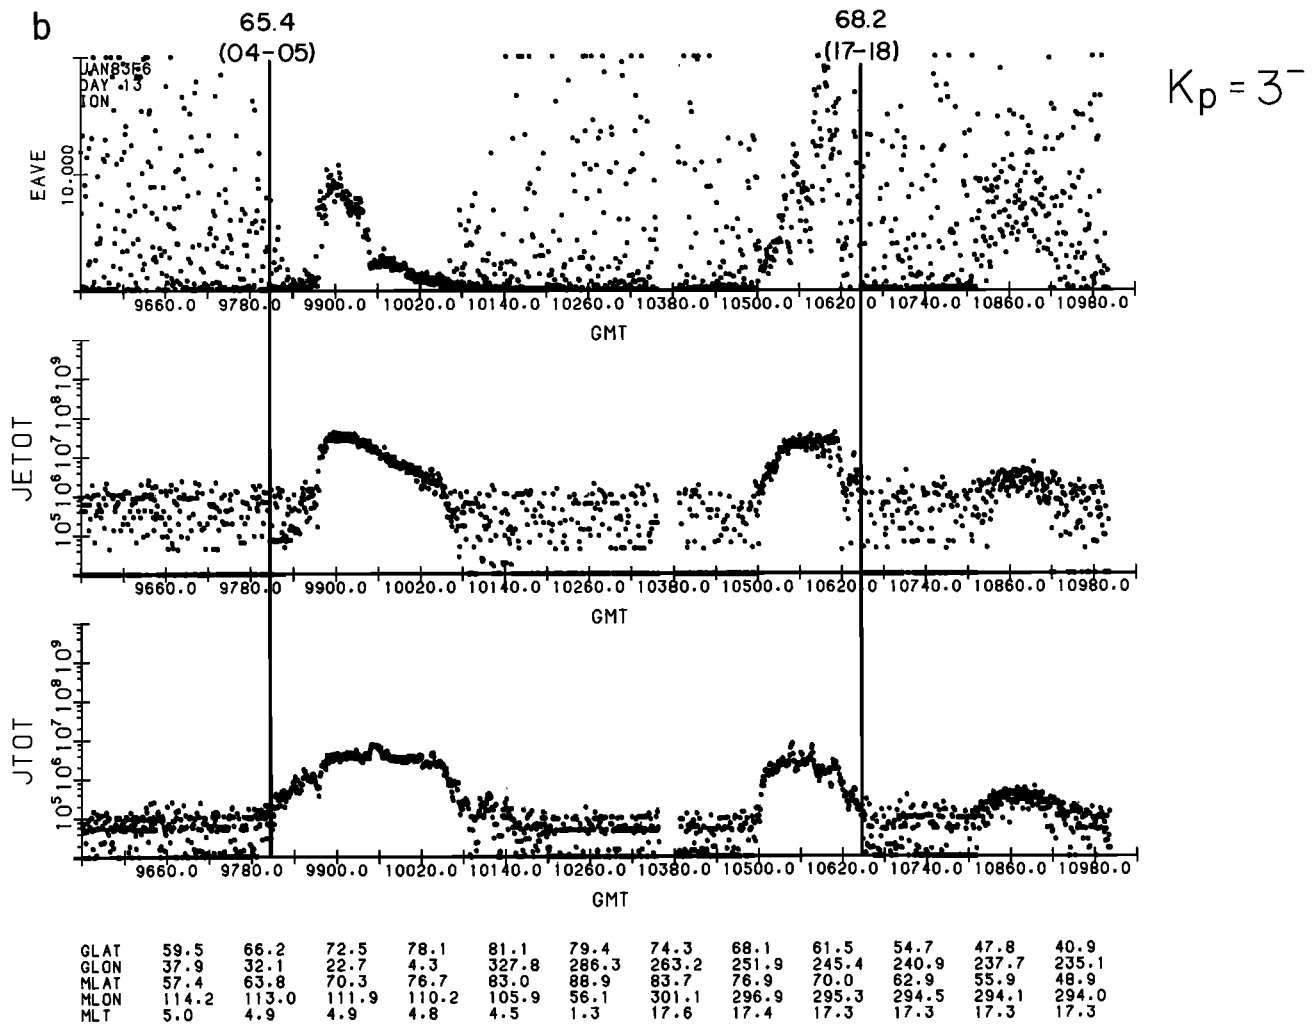 b
65.4
(04-05)
68.2
(17-18)
Kp = 3⁻
JAN83F6
DAY 13
ION
EAVE
10.000
9660.0 9780.0 9900.0 10020.0 10140.0 10260.0 10380.0 10500.0 10620.0 10740.0 10860.0 10980.0
GMT
JETOT
10⁵ 10⁶ 10⁷ 10⁸ 10⁹
9660.0 9780.0 9900.0 10020.0 10140.0 10260.0 10380.0 10500.0 10620.0 10740.0 10860.0 10980.0
GMT
JTOT
10⁵ 10⁶ 10⁷ 10⁸ 10⁹
9660.0 9780.0 9900.0 10020.0 10140.0 10260.0 10380.0 10500.0 10620.0 10740.0 10860.0 10980.0
GMT
GLAT 59.5 66.2 72.5 78.1 81.1 79.4 74.3 68.1 61.5 54.7 47.8 40.9
GLON 37.9 32.1 22.7 4.3 327.8 286.3 263.2 251.9 245.4 240.9 237.7 235.1
MLAT 57.4 63.8 70.3 76.7 83.0 88.9 83.7 76.9 70.0 62.9 55.9 48.9
MLON 114.2 113.0 111.9 110.2 105.9 56.1 301.1 296.9 295.3 294.5 294.1 294.0
MLT 5.0 4.9 4.9 4.8 4.5 1.3 17.6 17.4 17.3 17.3 17.3 17.3